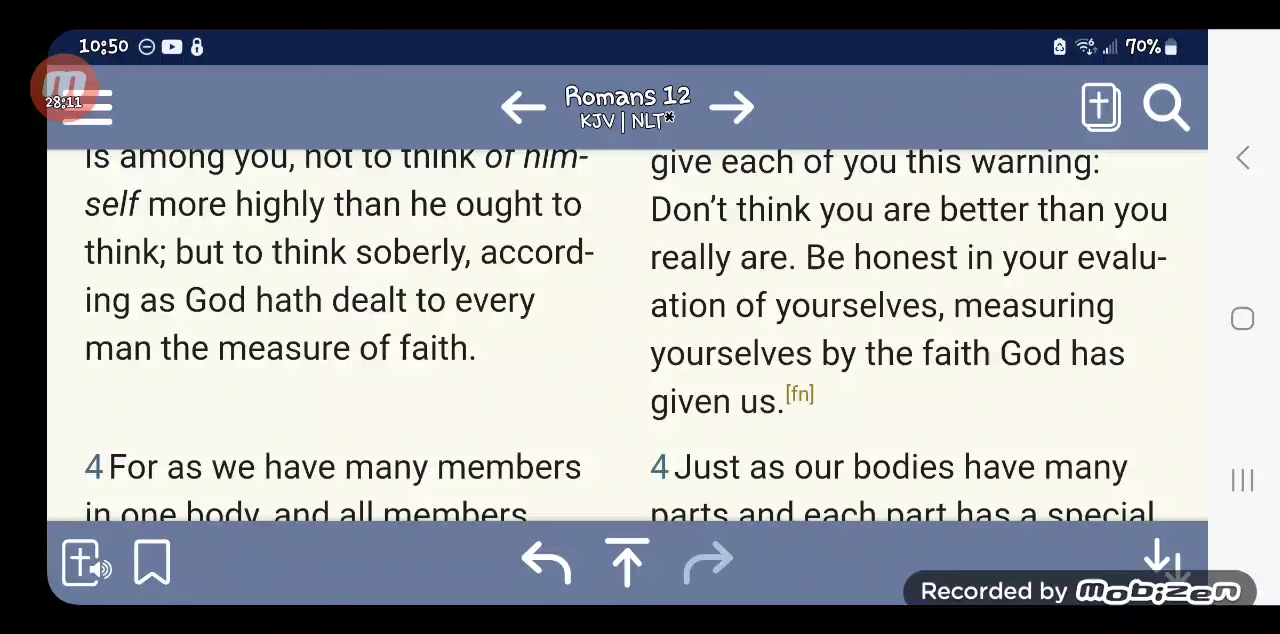 10:50
70%
28:11
Romans 12
KJV | NLT*
is among you, not to think of him-
self more highly than he ought to
think; but to think soberly, accord-
ing as God hath dealt to every
man the measure of faith.
4 For as we have many members
in one body, and all members
give each of you this warning:
Don't think you are better than you
really are. Be honest in your evalu-
ation of yourselves, measuring
yourselves by the faith God has
given us.[fn]
4 Just as our bodies have many
parts and each part has a special
Recorded by mobizen